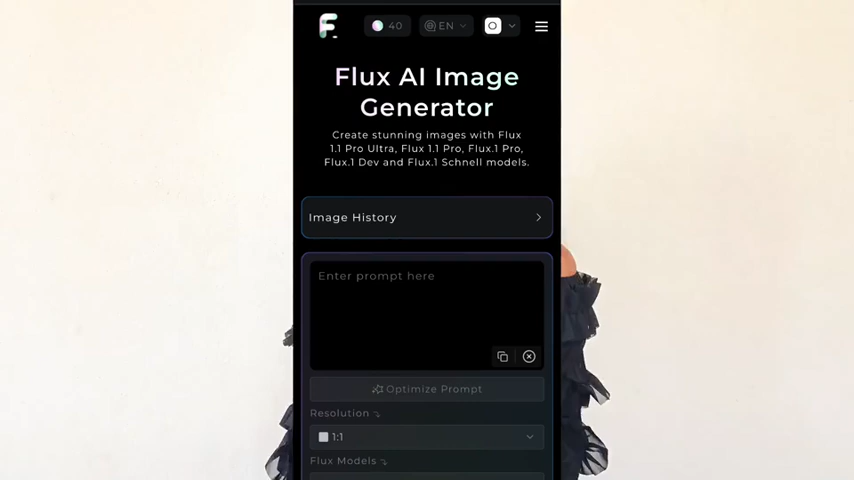 F.
40
EN
Flux AI Image
Generator
Create stunning images with Flux
1.1 Pro Ultra, Flux 1.1 Pro, Flux.1 Pro,
Flux.1 Dev and Flux.1 Schnell models.
Image History
Enter prompt here
Optimize Prompt
Resolution
1:1
Flux Models